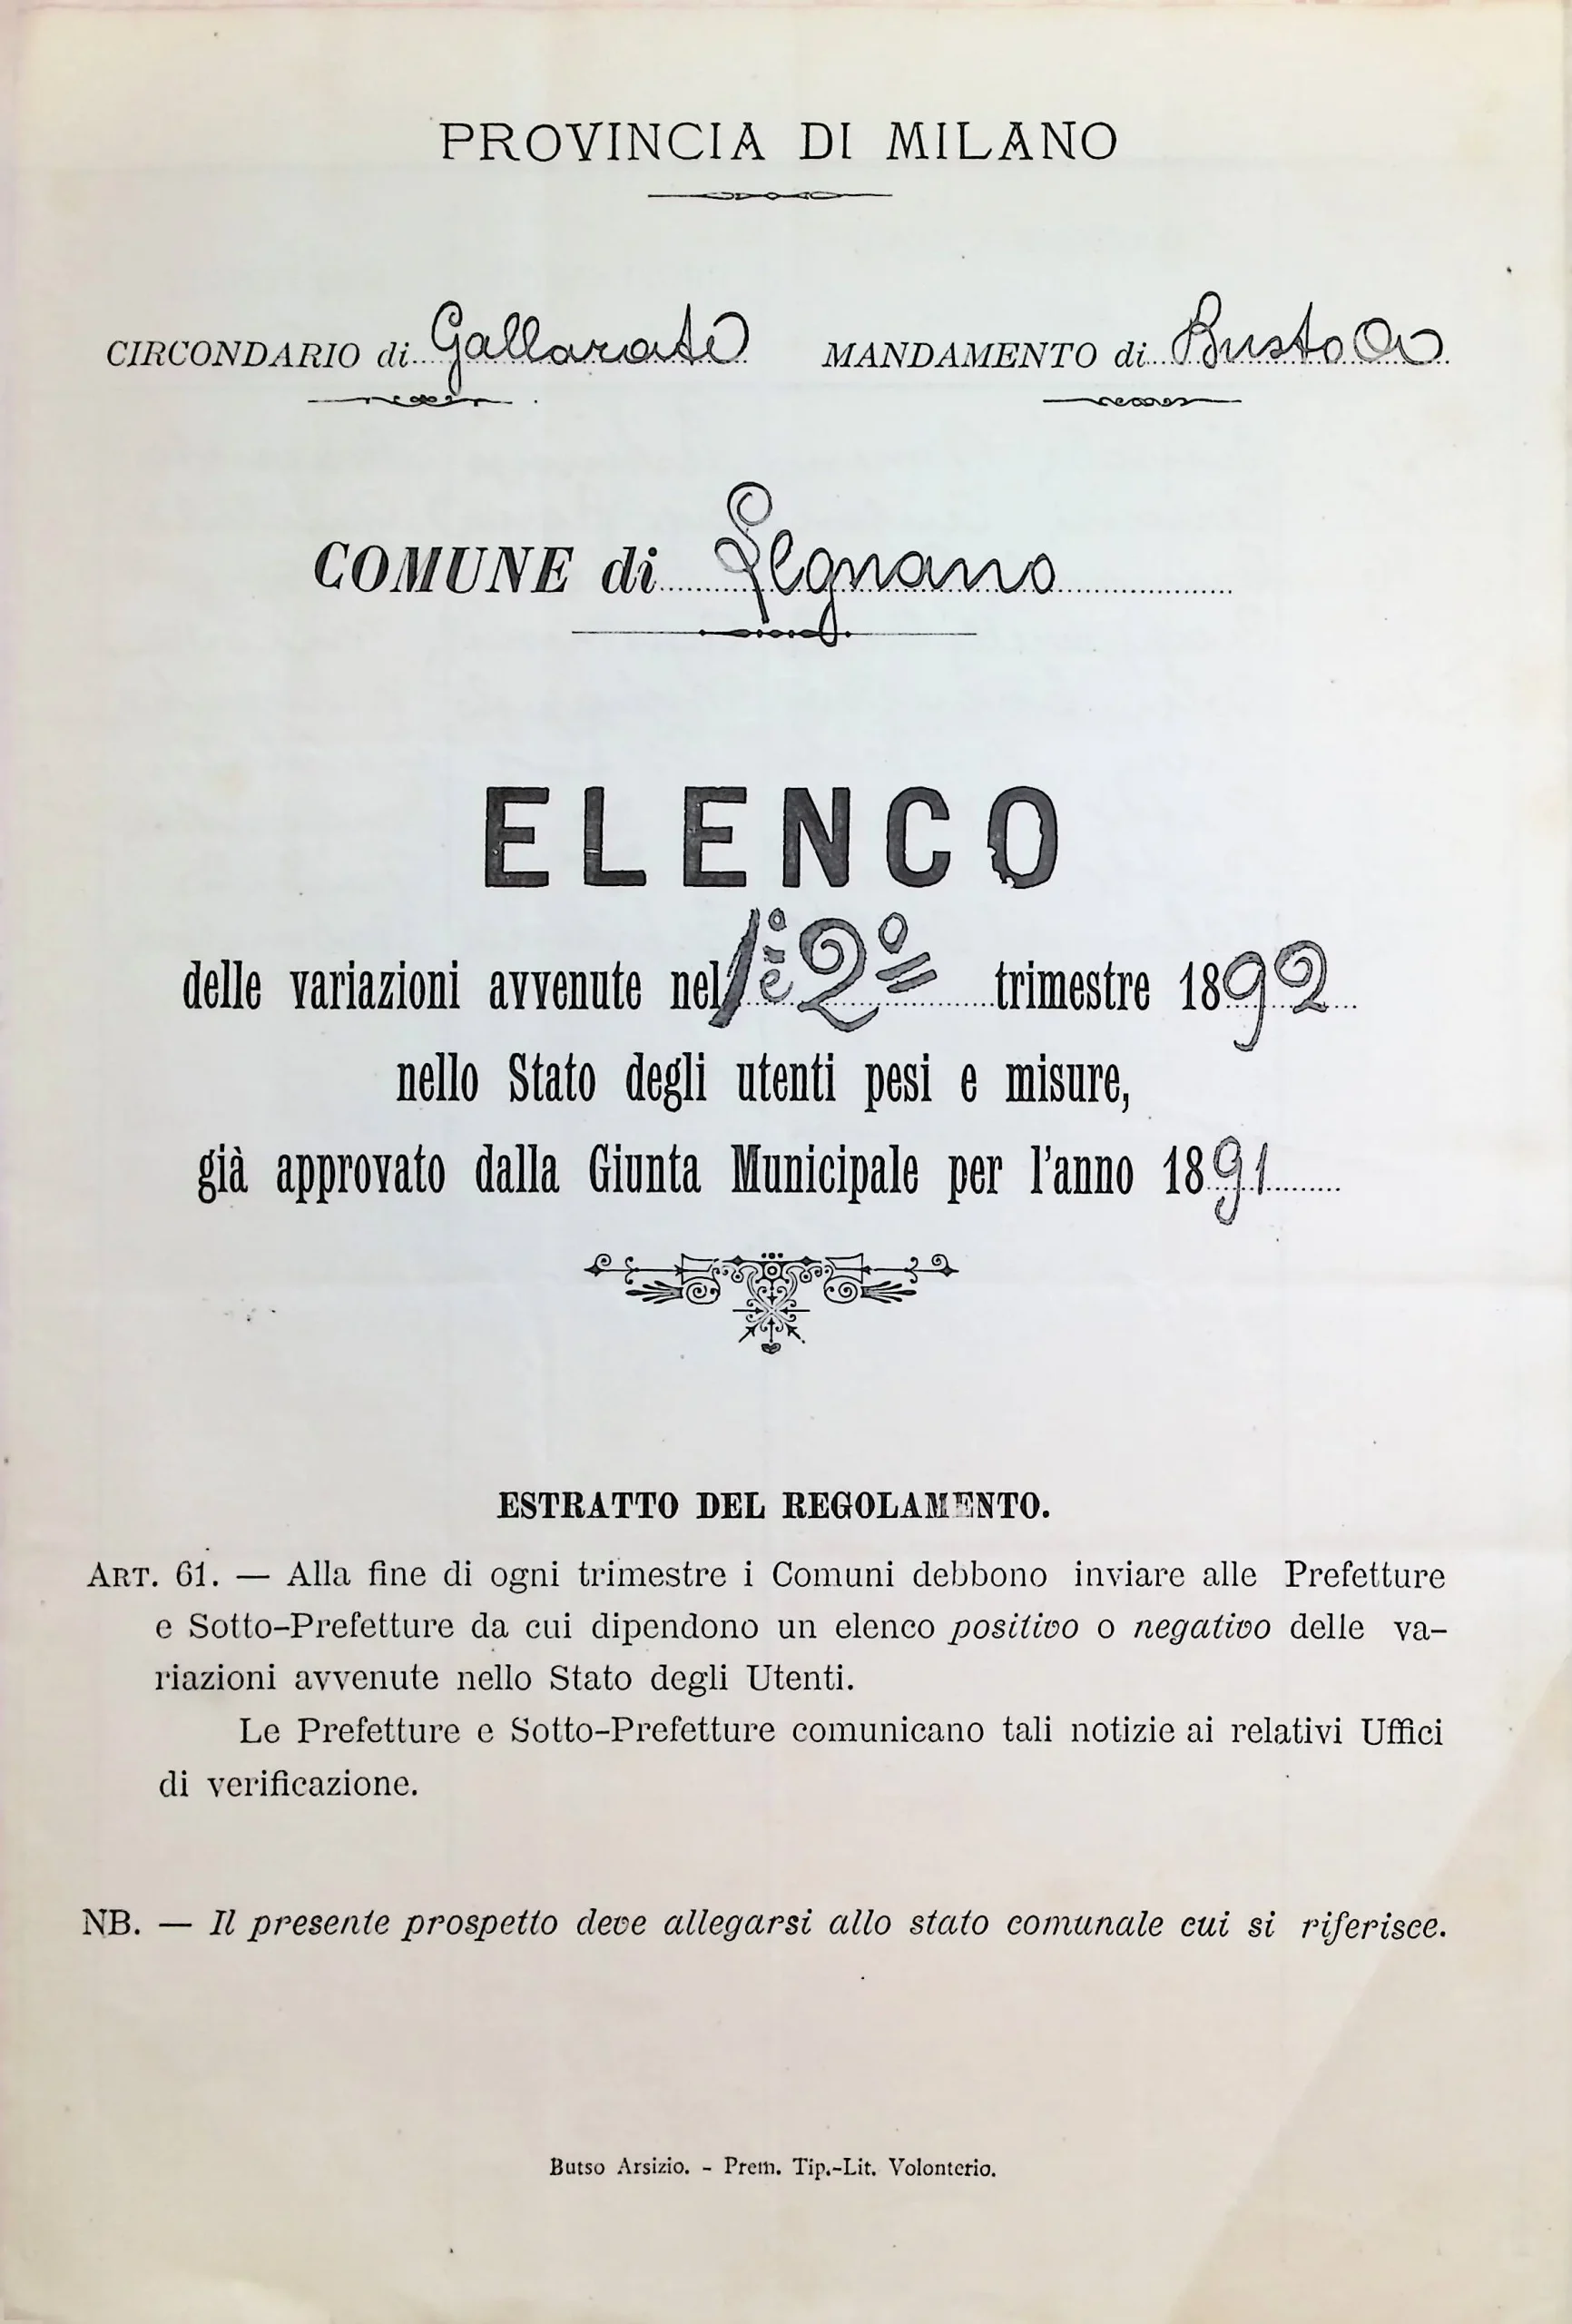 PROVINCIA DI MILANO
CIRCONDARIO di Gallarate MANDAMENTO di Busto A
COMUNE di Legnano
ELENCO
delle variazioni avvenute nel 1° e 2° trimestre 1892
nello Stato degli utenti pesi e misure,
già approvato dalla Giunta Municipale per l'anno 1891
ESTRATTO DEL REGOLAMENTO.
ART. 61. — Alla fine di ogni trimestre i Comuni debbono inviare alle Prefetture
e Sotto-Prefetture da cui dipendono un elenco positivo o negativo delle va-
riazioni avvenute nello Stato degli Utenti.
Le Prefetture e Sotto-Prefetture comunicano tali notizie ai relativi Uffici
di verificazione.
NB. — Il presente prospetto deve allegarsi allo stato comunale cui si riferisce.
Butso Arsizio. - Prem. Tip.-Lit. Volonterio.